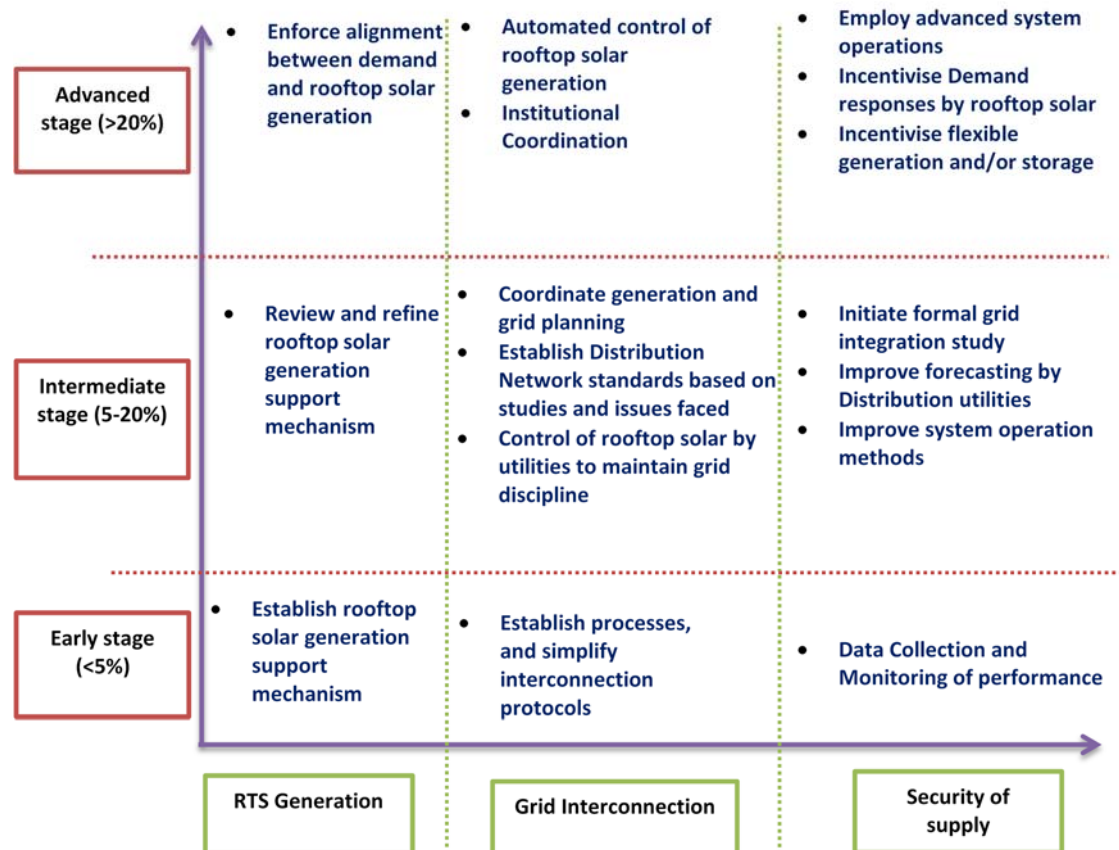 Advanced
stage (>20%)
• Enforce alignment
between demand
and rooftop solar
generation
• Automated control of
rooftop solar
generation
• Institutional
Coordination
• Employ advanced system
operations
• Incentivise Demand
responses by rooftop solar
• Incentivise flexible
generation and/or storage
Intermediate
stage (5-20%)
• Review and refine
rooftop solar
generation
support
mechanism
• Coordinate generation and
grid planning
• Establish Distribution
Network standards based on
studies and issues faced
• Control of rooftop solar by
utilities to maintain grid
discipline
• Initiate formal grid
integration study
• Improve forecasting by
Distribution utilities
• Improve system operation
methods
Early stage
(<5%)
• Establish rooftop
solar generation
support
mechanism
• Establish processes,
and simplify
interconnection
protocols
• Data Collection and
Monitoring of performance
RTS Generation
Grid Interconnection
Security of
supply